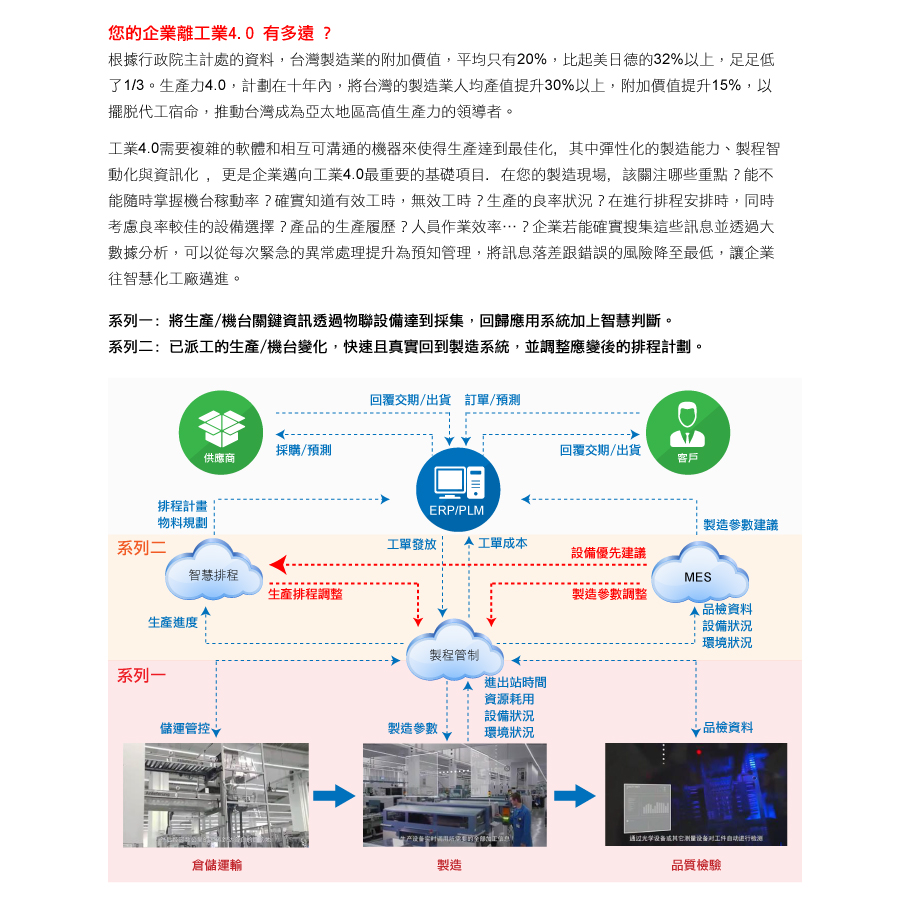 您的企業離工業4.0 有多遠 ?
根據行政院主計處的資料，台灣製造業的附加價值，平均只有20%，比起美日德的32%以上，足足低
了1/3。生產力4.0，計劃在十年內，將台灣的製造業人均產值提升30%以上，附加價值提升15%，以
擺脫代工宿命，推動台灣成為亞太地區高值生產力的領導者。
工業4.0需要複雜的軟體和相互可溝通的機器來使得生產達到最佳化, 其中彈性化的製造能力、製程智
動化與資訊化 ，更是企業邁向工業4.0最重要的基礎項目. 在您的製造現場, 該關注哪些重點？能不
能隨時掌握機台稼動率？確實知道有效工時，無效工時？生產的良率狀況？在進行排程安排時，同時
考慮良率較佳的設備選擇？產品的生產履歷？人員作業效率…？企業若能確實搜集這些訊息並透過大
數據分析，可以從每次緊急的異常處理提升為預知管理，將訊息落差跟錯誤的風險降至最低，讓企業
往智慧化工廠邁進。
系列一: 將生產/機台關鍵資訊透過物聯設備達到採集，回歸應用系統加上智慧判斷。
系列二: 已派工的生產/機台變化，快速且真實回到製造系統，並調整應變後的排程計劃。
回覆交期/出貨
訂單/預測
供應商
採購/預測
回覆交期/出貨
客戶
ERP/PLM
排程計畫
物料規劃
製造參數建議
系列二
工單發放
工單成本
設備優先建議
智慧排程
MES
生產排程調整
製造參數調整
生產進度
品檢資料
設備狀況
環境狀況
製程管制
系列一
進出站時間
資源耗用
設備狀況
環境狀況
儲運管控
製造參數
品檢資料
生产设备实时调用所需要的全部加工信息
通过光学设备或其它测量设备对工件自动进行检测
倉儲運輸
製造
品質檢驗